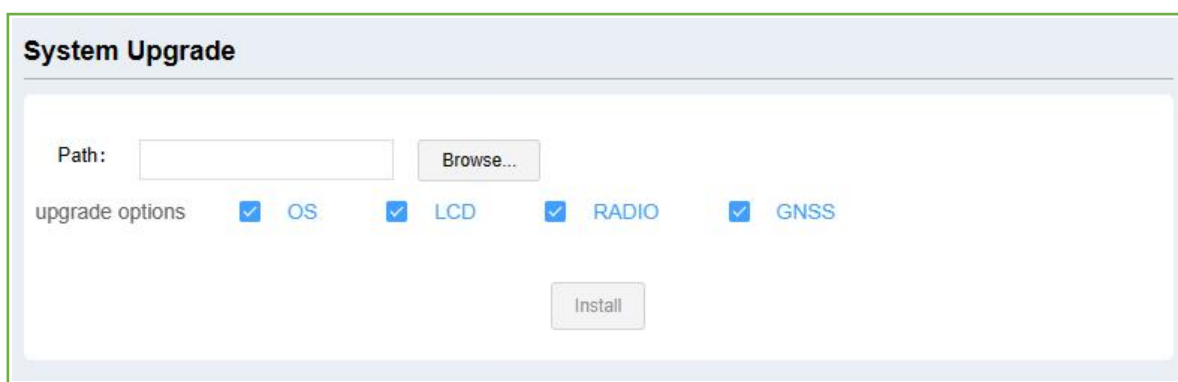 System Upgrade
Path: Browse...
upgrade options OS LCD RADIO GNSS
Install